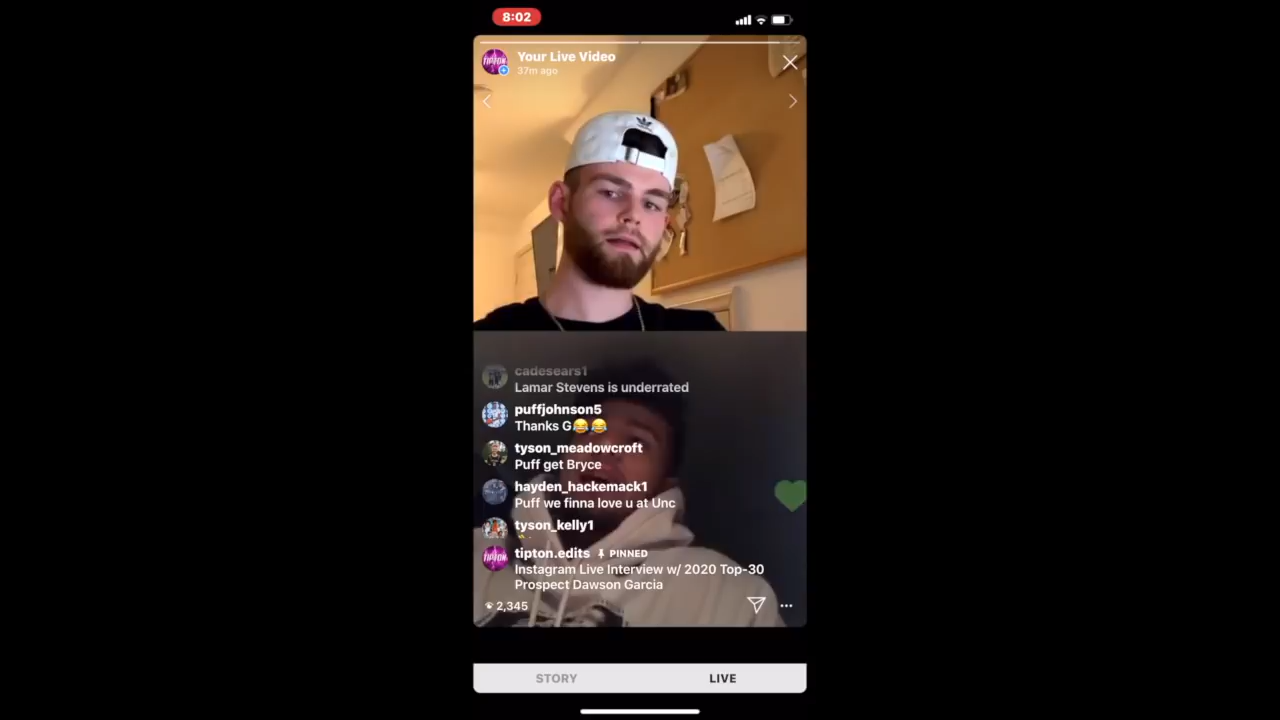 8:02
Your Live Video
37m ago
cadesears1
Lamar Stevens is underrated
puffjohnson5
Thanks G😂😂
tyson_meadowcroft
Puff get Bryce
hayden_hackemack1
Puff we finna love u at Unc
tyson_kelly1
tipton.edits PINNED
Instagram Live Interview w/ 2020 Top-30
Prospect Dawson Garcia
2,345
STORY LIVE